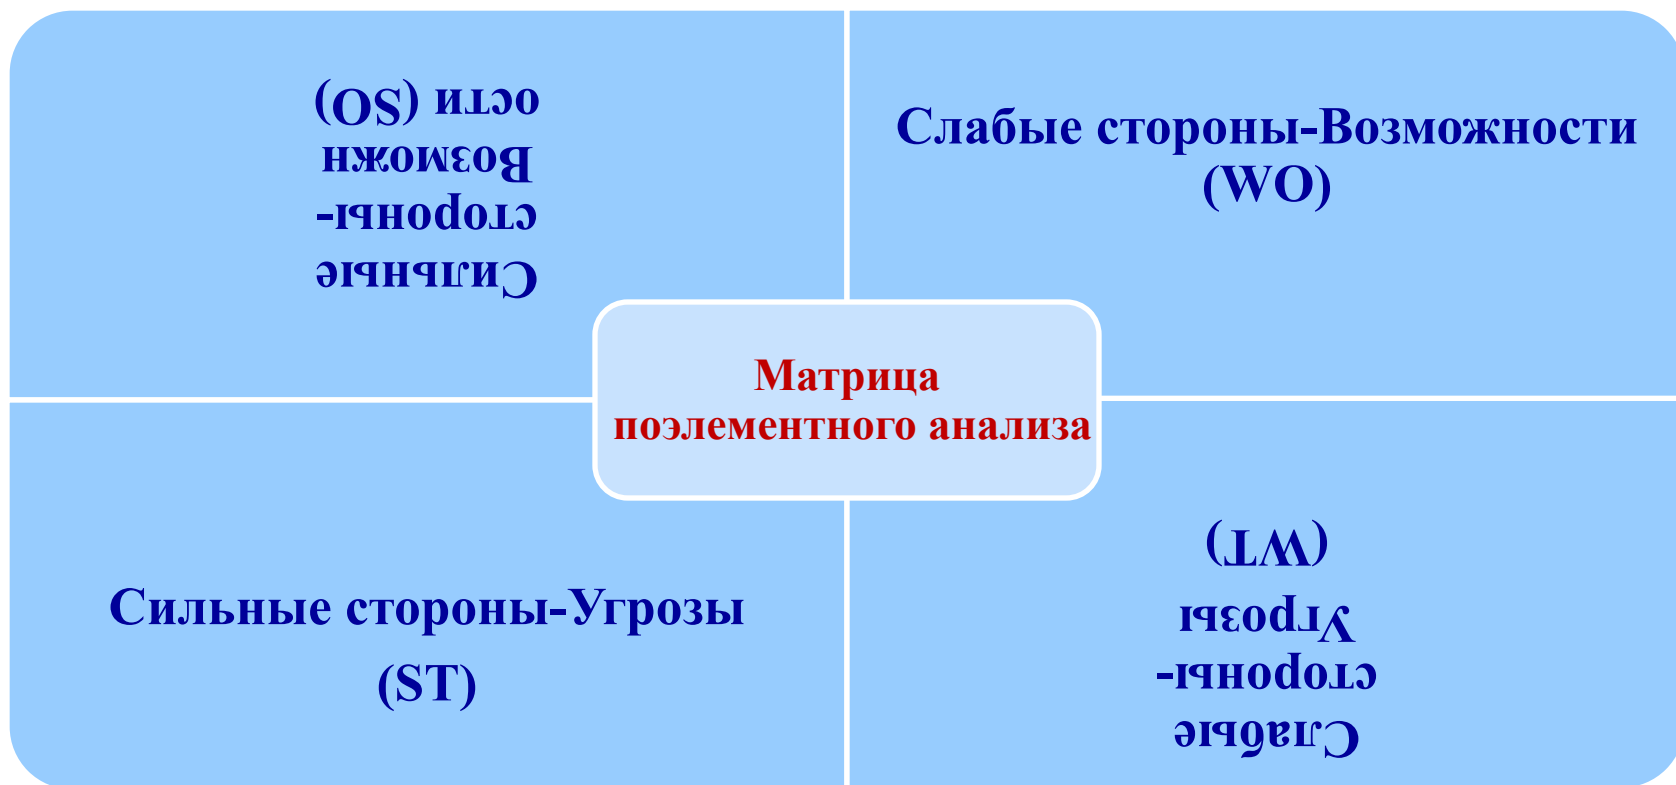 Сильные
стороны-
Возможн
ости (SO)
Слабые стороны-Возможности
(WO)
Матрица
поэлементного анализа
Сильные стороны-Угрозы
(ST)
Слабые
стороны-
Угрозы
(WT)